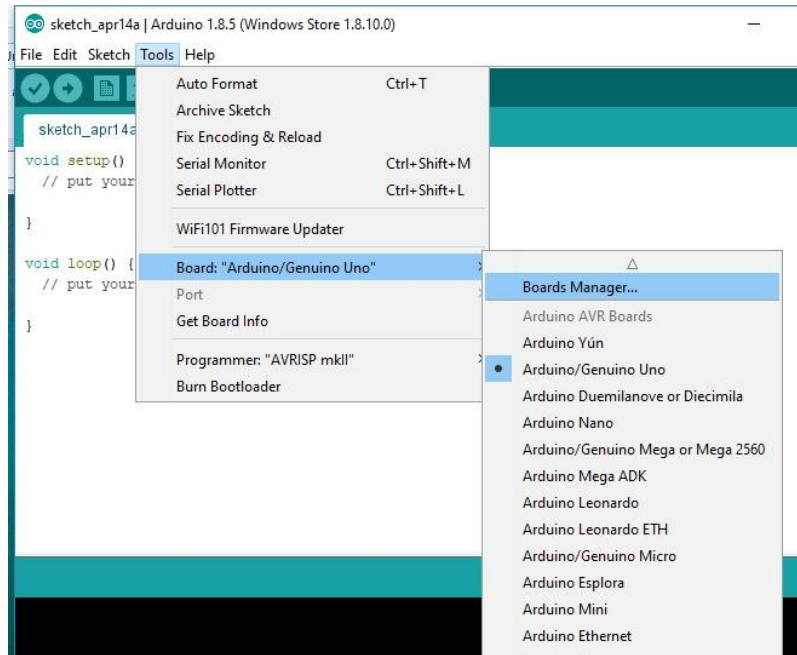 sketch_apr14a | Arduino 1.8.5 (Windows Store 1.8.10.0)
File Edit Sketch Tools Help
sketch_apr14a
void setup()
// put your
}
void loop() {
// put your
}
Auto Format Ctrl+T
Archive Sketch
Fix Encoding & Reload
Serial Monitor Ctrl+Shift+M
Serial Plotter Ctrl+Shift+L
WiFi101 Firmware Updater
Board: "Arduino/Genuino Uno"
Port
Get Board Info
Programmer: "AVRISP mkII"
Burn Bootloader
Boards Manager...
Arduino AVR Boards
Arduino Yún
Arduino/Genuino Uno
Arduino Duemilanove or Diecimila
Arduino Nano
Arduino/Genuino Mega or Mega 2560
Arduino Mega ADK
Arduino Leonardo
Arduino Leonardo ETH
Arduino/Genuino Micro
Arduino Esplora
Arduino Mini
Arduino Ethernet